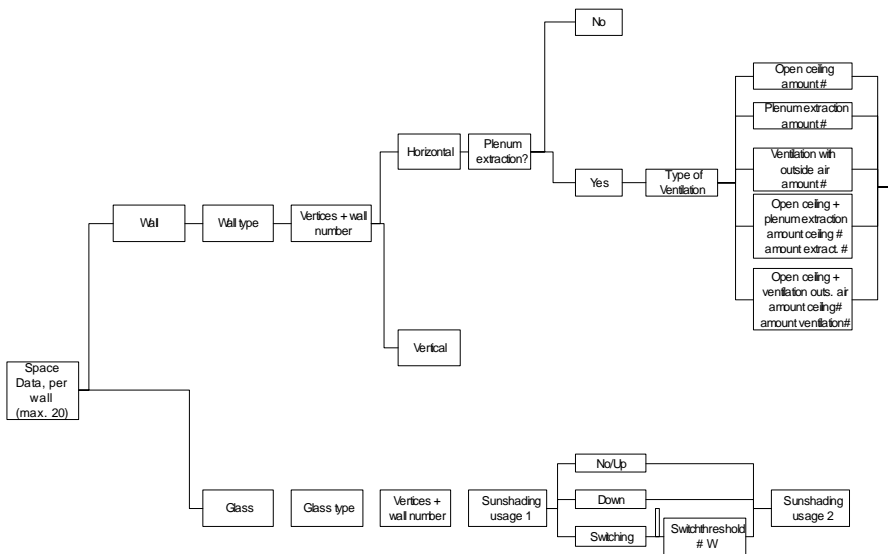 No
Open ceiling
amount #
Plenum extraction
amount #
Horizontal
Plenum
extraction?
Ventilation with
outside air
amount #
Yes
Type of
Ventilation
Wall
Wall type
Vertices + wall
number
Open ceiling +
plenum extraction
amount ceiling #
amount extract. #
Open ceiling +
ventilation outs. air
amount ceiling#
amount ventilation#
Vertical
Space
Data, per
wall
(max. 20)
No/Up
Glass
Glass type
Vertices +
wall number
Sunshading
usage 1
Down
Sunshading
usage 2
Switching
Switchthreshold
# W